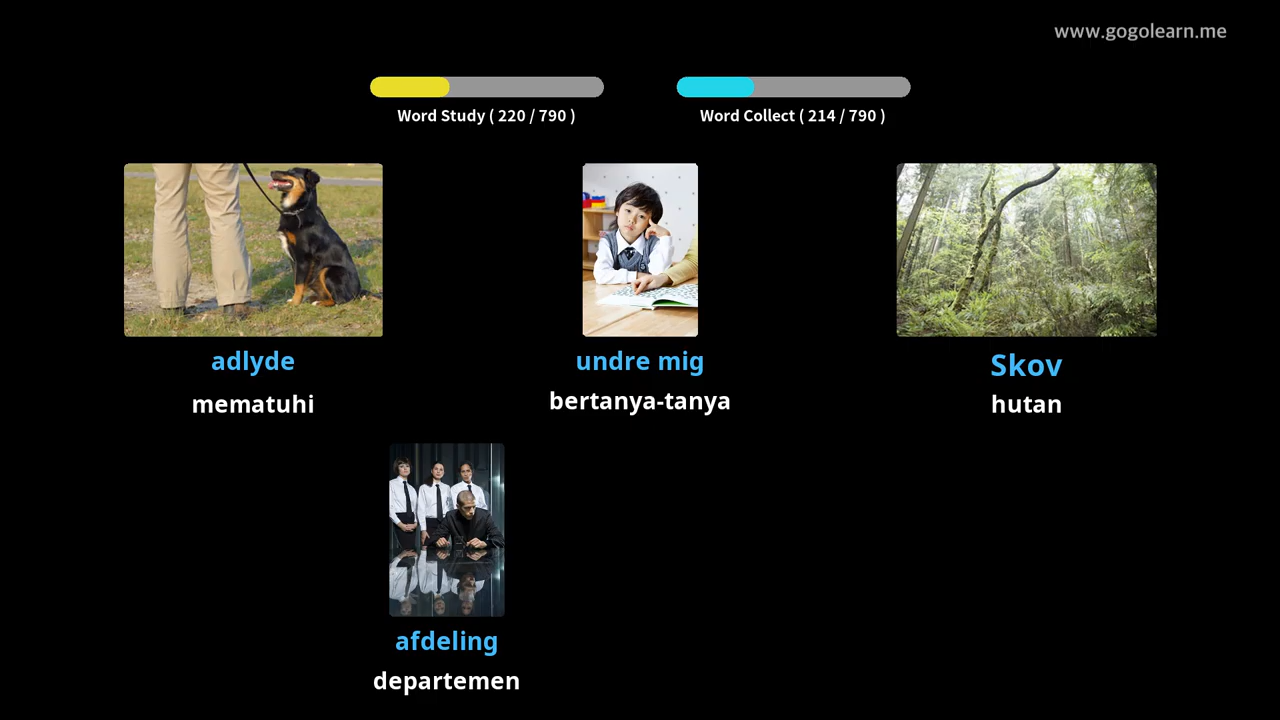 www.gogolearn.me
Word Study ( 220 / 790 )
Word Collect ( 214 / 790 )
adlyde
mematuhi
undre mig
bertanya-tanya
Skov
hutan
afdeling
departemen